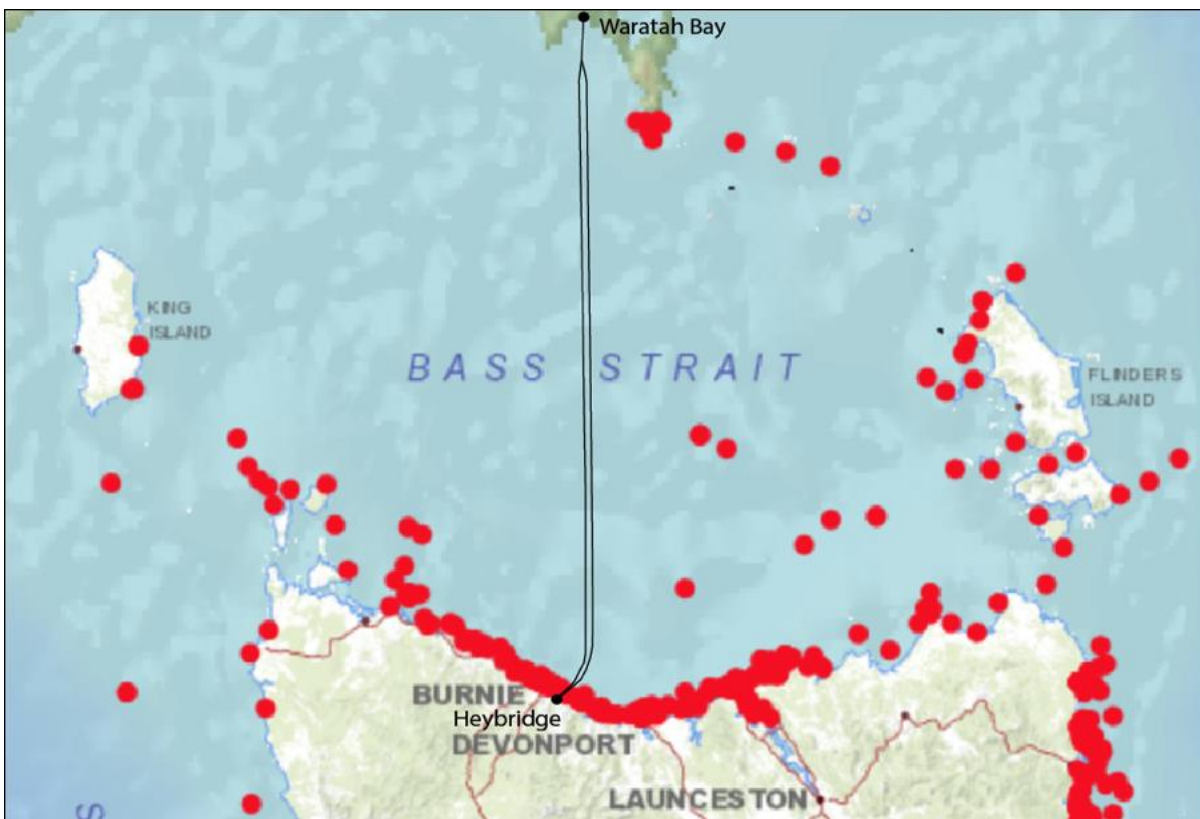 Waratah Bay
KING
ISLAND
BASS STRAIT
FLINDERS
ISLAND
BURNIE
Heybridge
DEVONPORT
LAUNCESTON
S